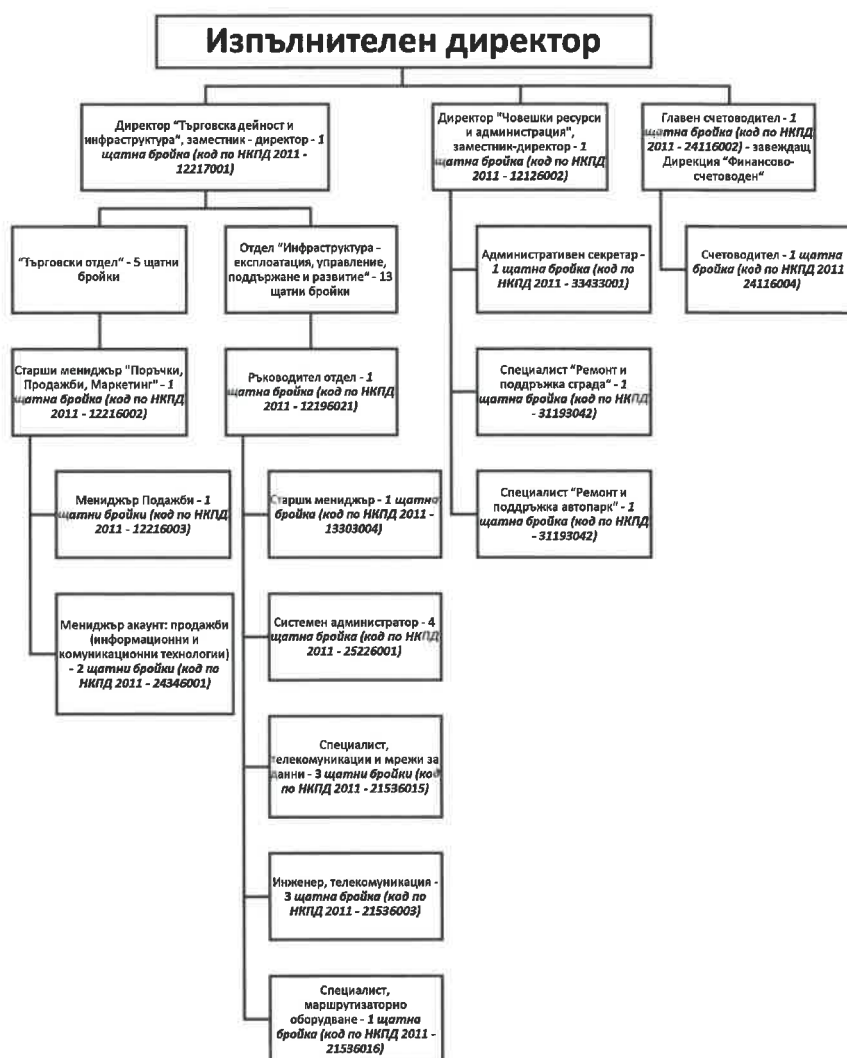 Изпълнителен директор
Директор "Търговска дейност и
инфраструктура", заместник - директор - 1
щатна бройка (код по НКПД 2011 -
12217001)
Директор "Човешки ресурси
и администрация",
заместник-директор - 1
щатна бройка (код по НКПД
2011 - 12126002)
Главен счетоводител - 1
щатна бройка (код по НКПД
2011 - 24116002) - завеждащ
Дирекция "Финансово-
счетоводен"
"Търговски отдел" - 5 щатни
бройки
Отдел "Инфраструктура -
експлоатация, управление,
поддържане и развитие" - 13
щатни бройки
Административен секретар -
1 щатна бройка (код по
НКПД 2011 - 33433001)
Счетоводител - 1 щатна
бройка (код по НКПД 2011
24116004)
Старши мениджър "Поръчки,
Продажби, Маркетинг" - 1
щатна бройка (код по НКПД
2011 - 12216002)
Ръководител отдел - 1
щатна бройка (код по НКПД
2011 - 12196021)
Специалист "Ремонт и
поддръжка сграда" - 1
щатна бройка (код по НКПД
- 31193042)
Мениджър Подажби - 1
щатни бройки (код по НКПД
2011 - 12216003)
Старши мениджър - 1 щатна
бройка (код по НКПД 2011 -
13303004)
Специалист "Ремонт и
поддръжка автопарк" - 1
щатна бройка (код по НКПД
- 31193042)
Мениджър акаунт: продажби
(информационни и
комуникационни технологии)
- 2 щатни бройки (код по
НКПД 2011 - 24346001)
Системен администратор - 4
щатна бройка (код по НКПД
2011 - 25226001)
Специалист,
телекомуникации и мрежи за
данни - 3 щатни бройки (код
по НКПД 2011 - 21536015)
Инженер, телекомуникация -
3 щатна бройка (код по
НКПД 2011 - 21536003)
Специалист,
маршрутизаторно
оборудване - 1 щатна
бройка (код по НКПД 2011 -
21536016)